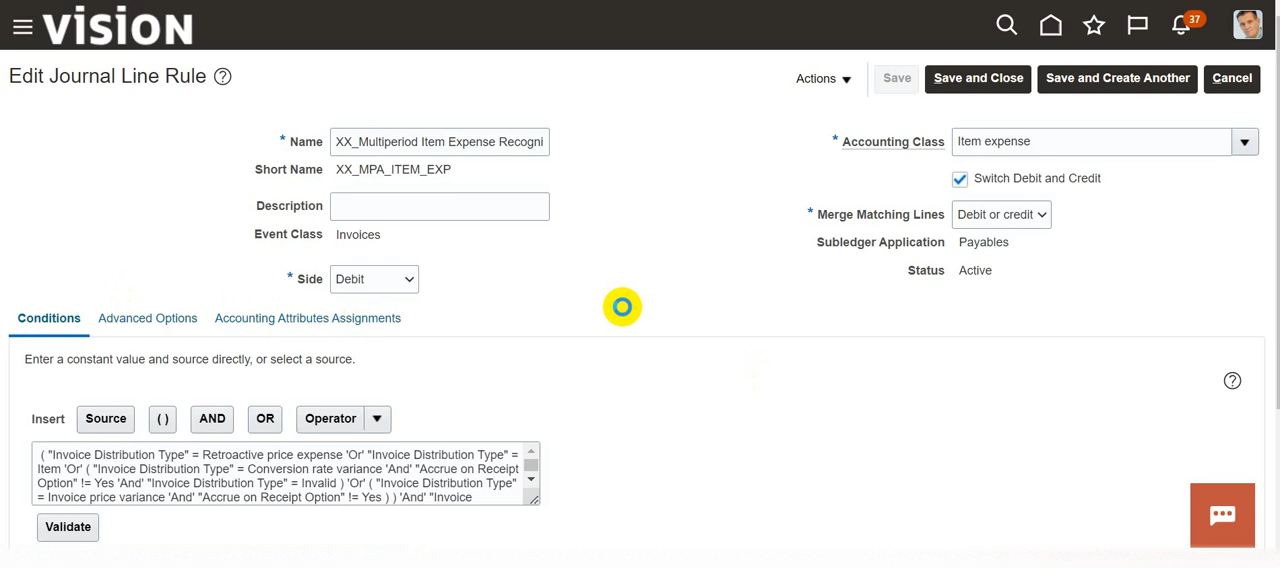 vision
37
Edit Journal Line Rule ?
Actions Save Save and Close Save and Create Another Cancel
* Name XX_Multiperiod Item Expense Recogni
* Accounting Class Item expense
Short Name XX_MPA_ITEM_EXP
Switch Debit and Credit
Description
* Merge Matching Lines Debit or credit
Event Class Invoices
Subledger Application Payables
* Side Debit
Status Active
Conditions Advanced Options Accounting Attributes Assignments
Enter a constant value and source directly, or select a source.
?
Insert Source ( ) AND OR Operator
( "Invoice Distribution Type" = Retroactive price expense 'Or' "Invoice Distribution Type" =
Item 'Or' ( "Invoice Distribution Type" = Conversion rate variance 'And' "Accrue on Receipt
Option" != Yes 'And' "Invoice Distribution Type" = Invalid ) 'Or' ( "Invoice Distribution Type"
= Invoice price variance 'And' "Accrue on Receipt Option" != Yes ) ) 'And' "Invoice
Validate